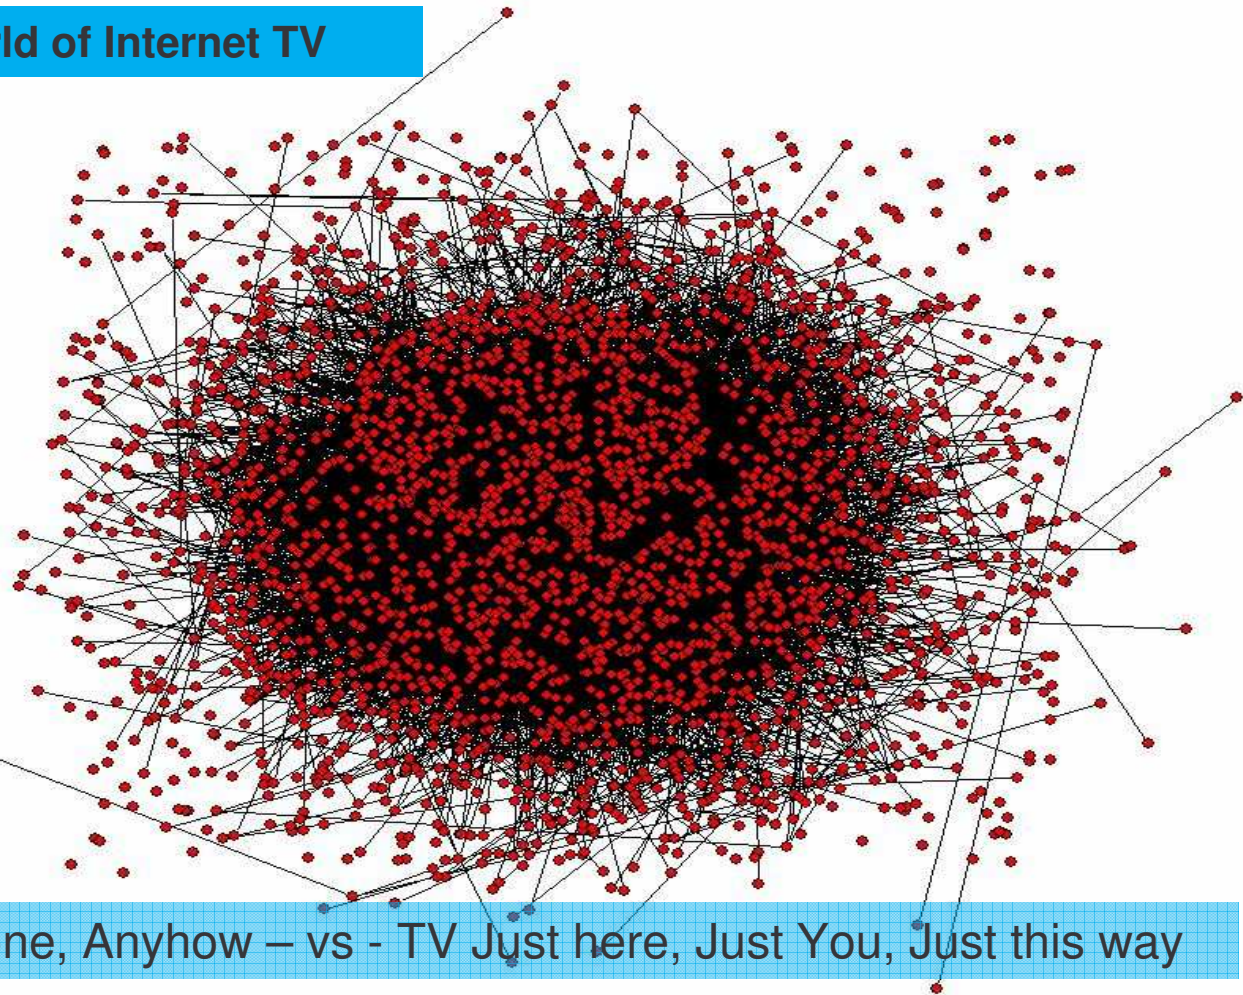 ld of Internet TV
ne, Anyhow – vs - TV Just here, Just You, Just this way